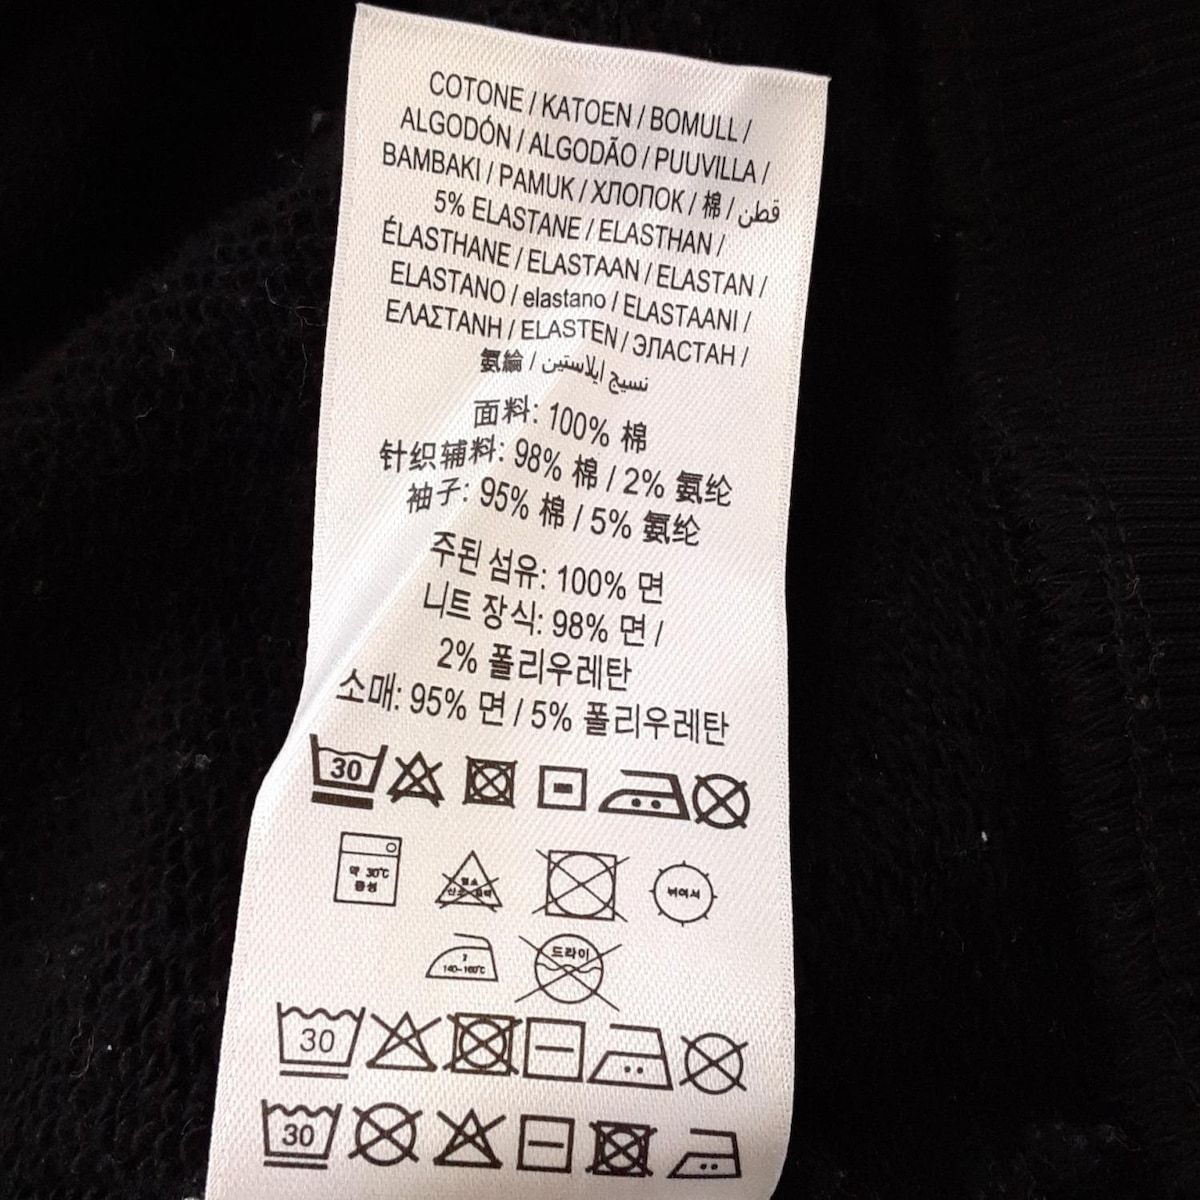 COTONE / KATOEN / BOMULL /
ALGODÓN / ALGODÃO / PUUVILLA /
BAMBAKI / PAMUK / ХЛОПОК / 棉 / قطن
5% ELASTANE / ELASTHAN /
ÉLASTHANE / ELASTAAN / ELASTAN /
ELASTANO / elastano / ELASTAANI /
ΕΛΑΣΤΑΝΗ / ELASTEN / ЭЛАСТАН /
氨綸 / نسيج ايلاستين
面料: 100% 棉
针织辅料: 98% 棉 / 2% 氨纶
袖子: 95% 棉 / 5% 氨纶
주된 섬유: 100% 면
니트 장식: 98% 면 /
2% 폴리우레탄
소매: 95% 면 / 5% 폴리우레탄
30
약 30℃
중성
뉘어서
140~160℃
드라이
30
30